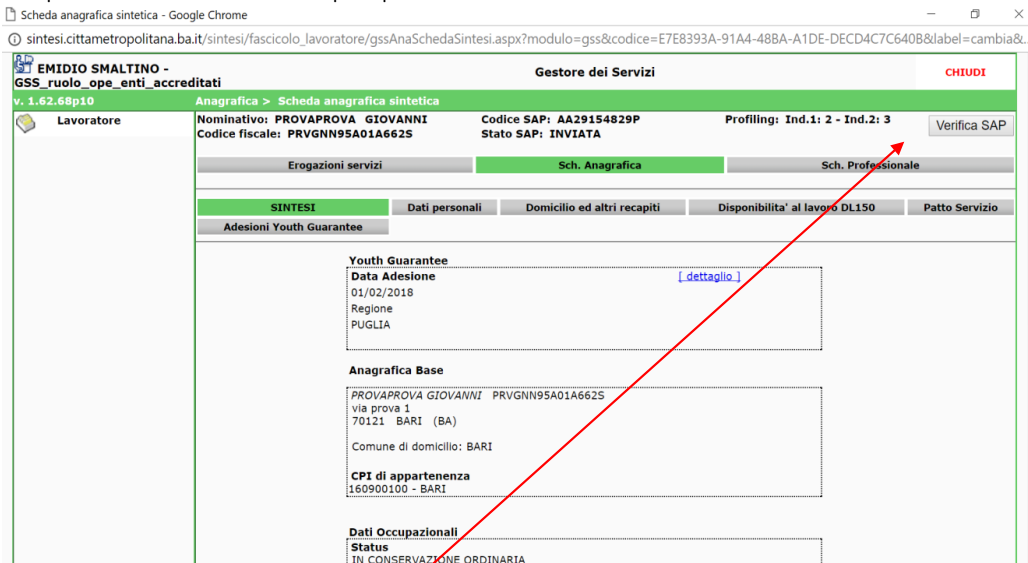 Scheda anagrafica sintetica - Google Chrome
sintesi.cittametropolitana.ba.it/sintesi/fascicolo_lavoratore/gssAnaSchedaSintesi.aspx?modulo=gss&codice=E7E8393A-91A4-48BA-A1DE-DECD4C7C640B&label=cambia&...
EMIDIO SMALTINO - GSS_ruolo_ope_enti_accreditati
Gestore dei Servizi
CHIUDI
v. 1.62.68p10
Anagrafica > Scheda anagrafica sintetica
Lavoratore
Nominativo: PROVAPROVA GIOVANNI Codice SAP: AA29154829P Profiling: Ind.1: 2 - Ind.2: 3
Codice fiscale: PRVGNN95A01A662S Stato SAP: INVIATA
Verifica SAP
Erogazioni servizi Sch. Anagrafica Sch. Professionale
SINTESI Dati personali Domicilio ed altri recapiti Disponibilita' al lavoro DL150 Patto Servizio
Adesioni Youth Guarantee
Youth Guarantee
Data Adesione [ dettaglio ]
01/02/2018
Regione
PUGLIA
Anagrafica Base
PROVAPROVA GIOVANNI PRVGNN95A01A662S
via prova 1
70121 BARI (BA)
Comune di domicilio: BARI
CPI di appartenenza
160900100 - BARI
Dati Occupazionali
Status
IN CONSERVAZIONE ORDINARIA